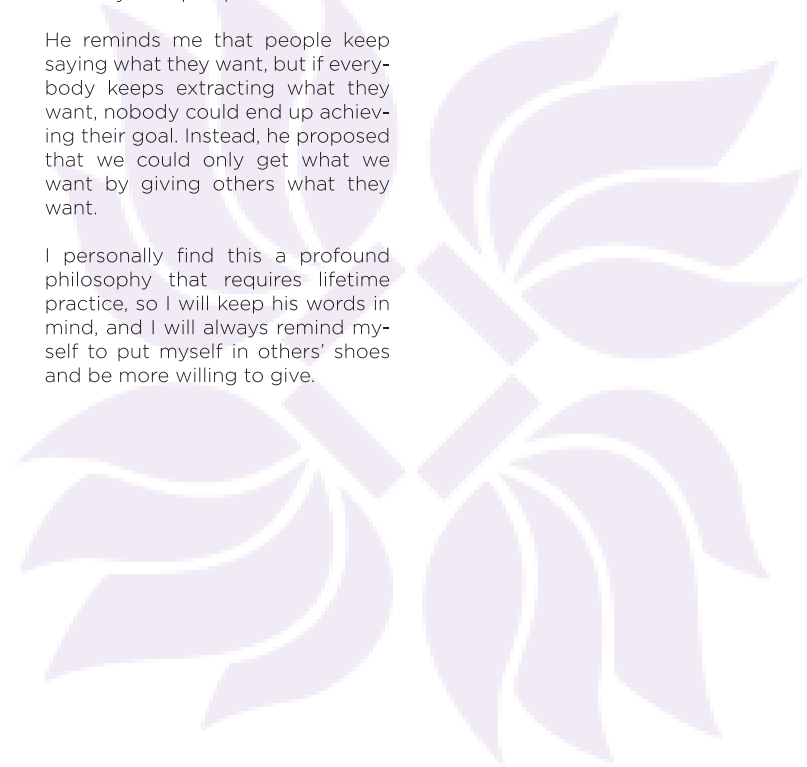 He reminds me that people keep
saying what they want, but if every-
body keeps extracting what they
want, nobody could end up achiev-
ing their goal. Instead, he proposed
that we could only get what we
want by giving others what they
want.
I personally find this a profound
philosophy that requires lifetime
practice, so I will keep his words in
mind, and I will always remind my-
self to put myself in others' shoes
and be more willing to give.